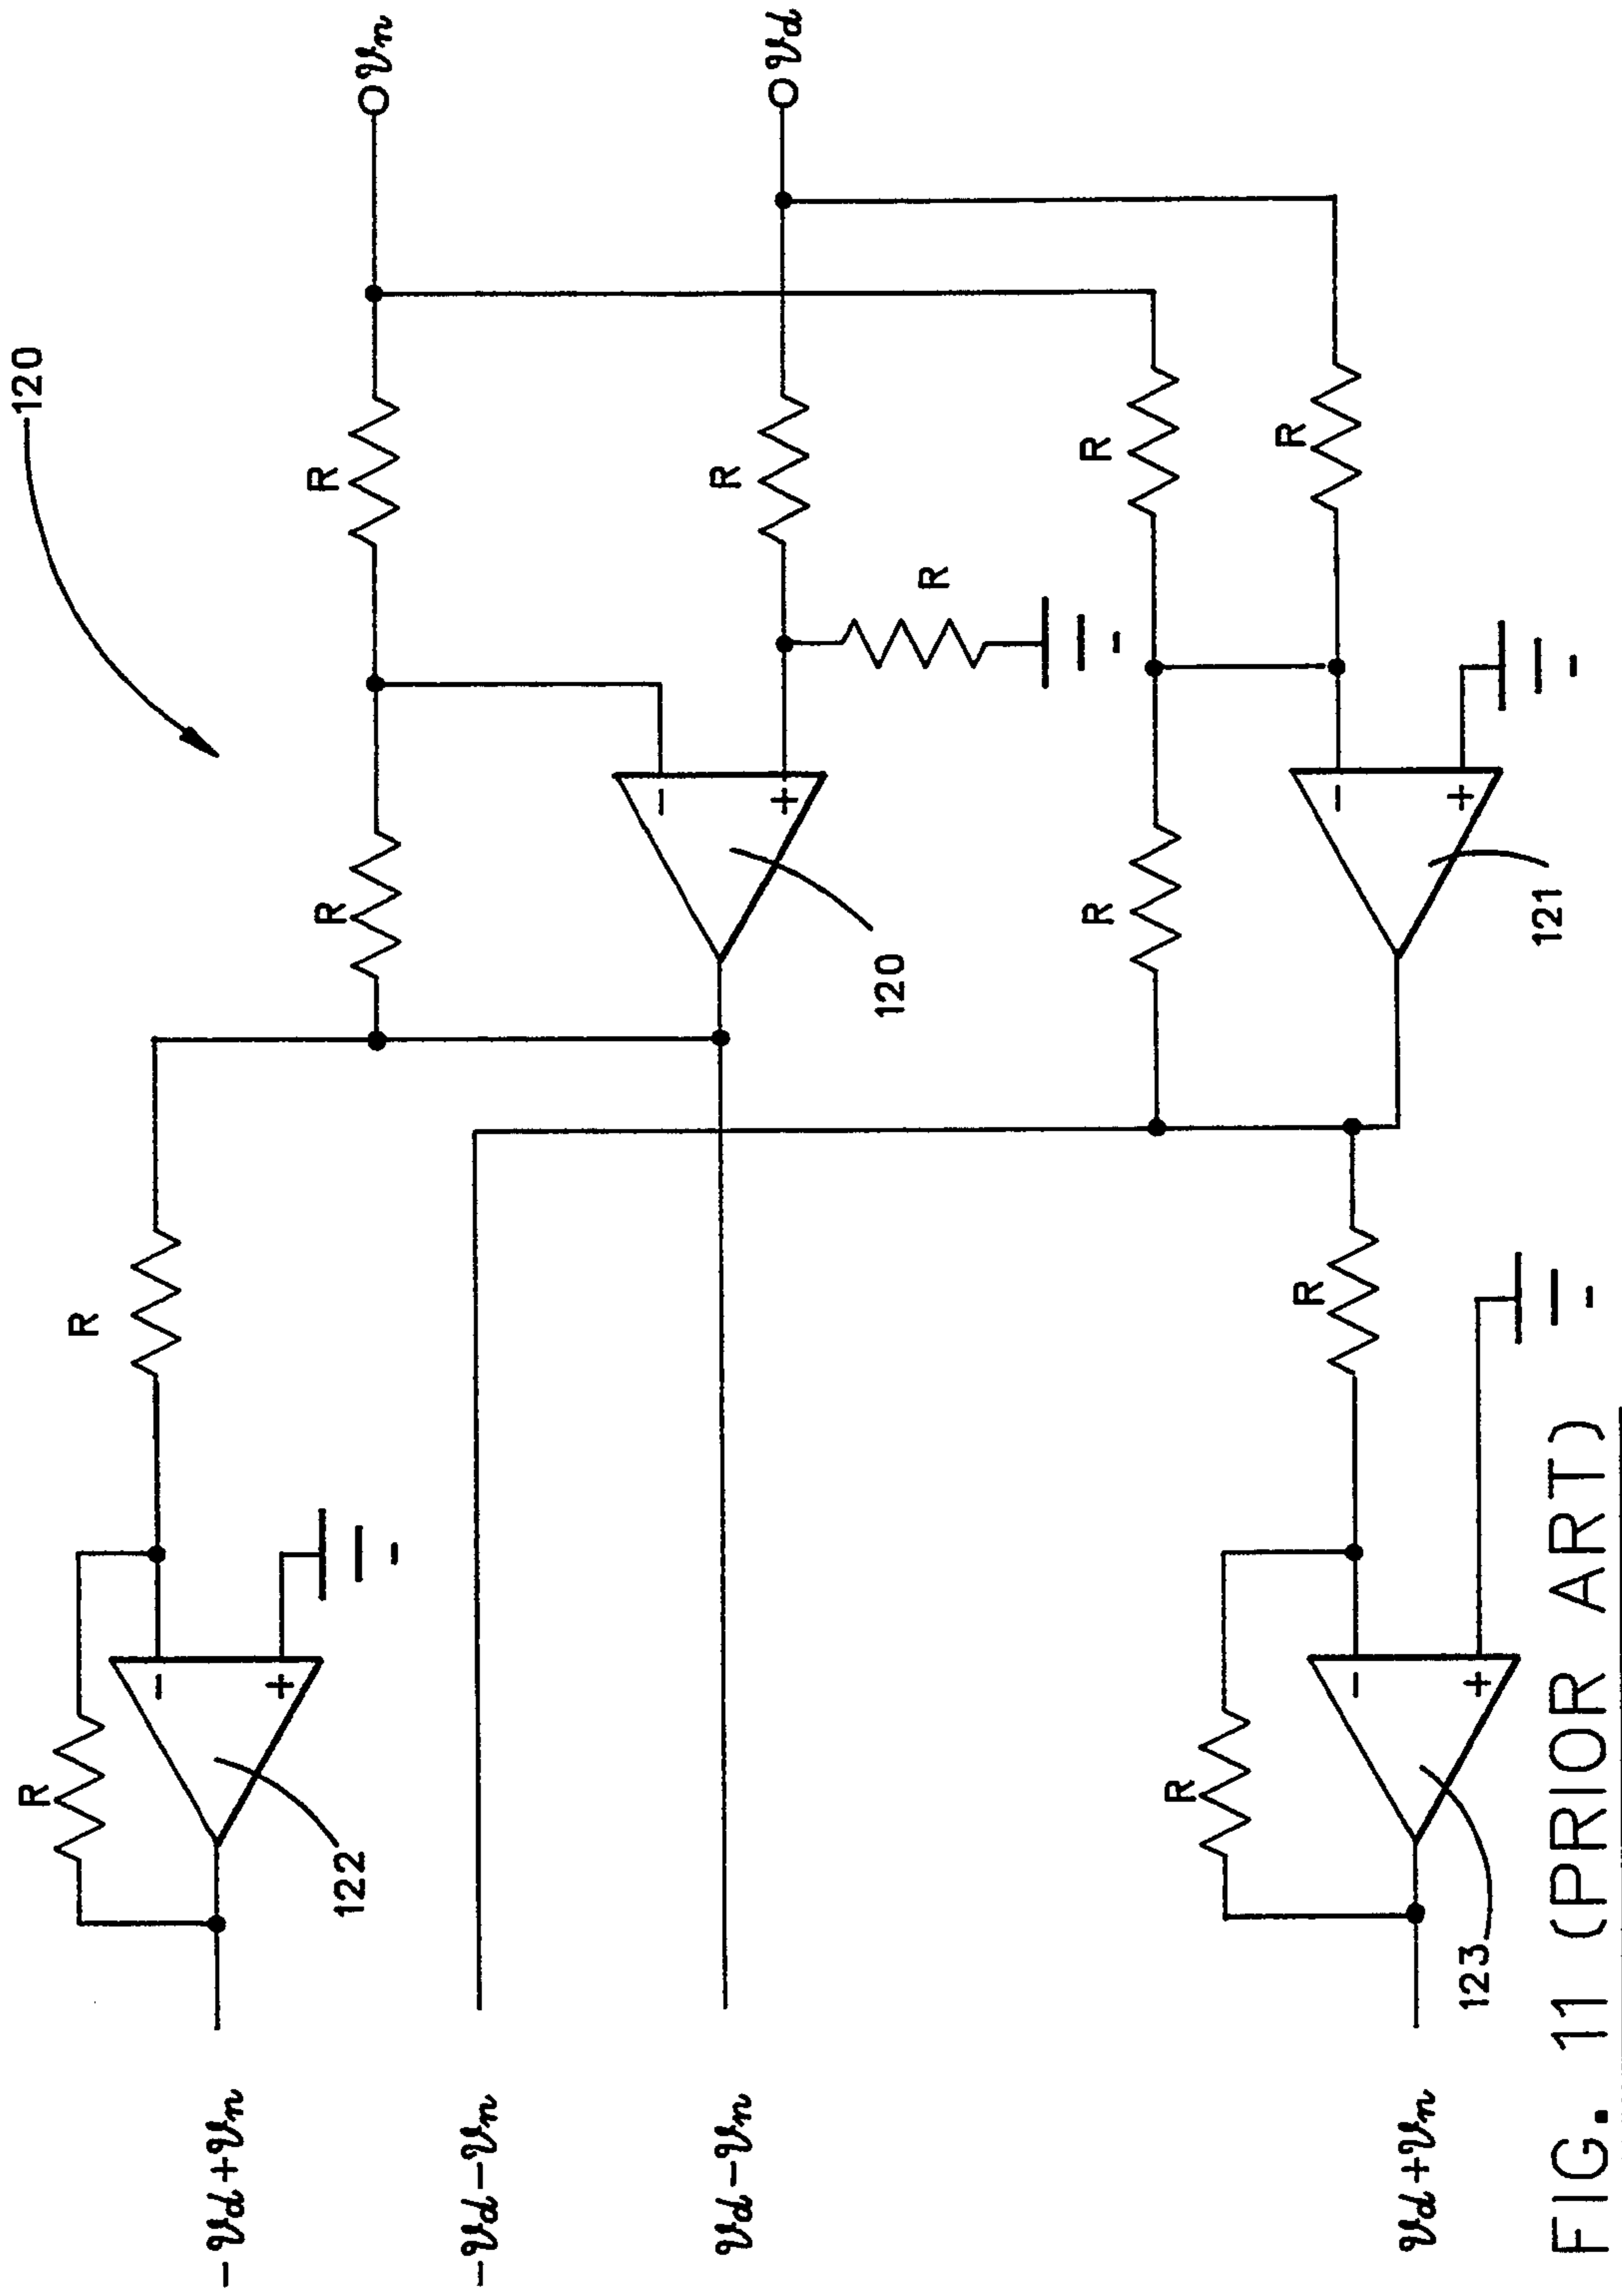 120
R
R
-
-Vd+Vn
+
R
R
Vn
122
-Vd-Vn
-
R
Vd-Vn
+
Vd
120
R
R
R
R
R
R
-
-
Vd+Vn
+
+
123
121
FIG. 11 (PRIOR ART)